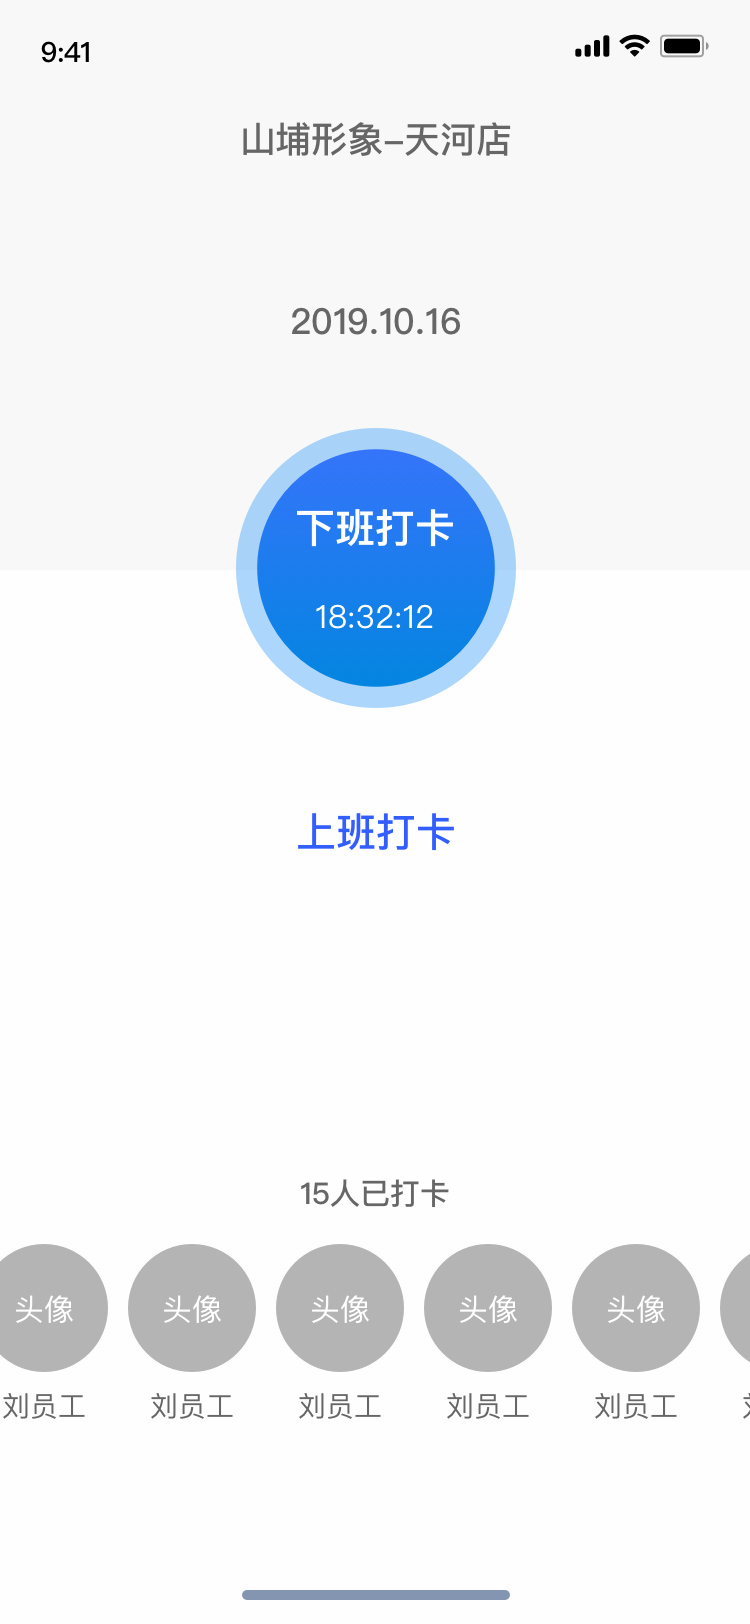 9:41
山埔形象-天河店
2019.10.16
下班打卡
18:32:12
上班打卡
15人已打卡
头像 头像 头像 头像 头像
刘员工 刘员工 刘员工 刘员工 刘员工